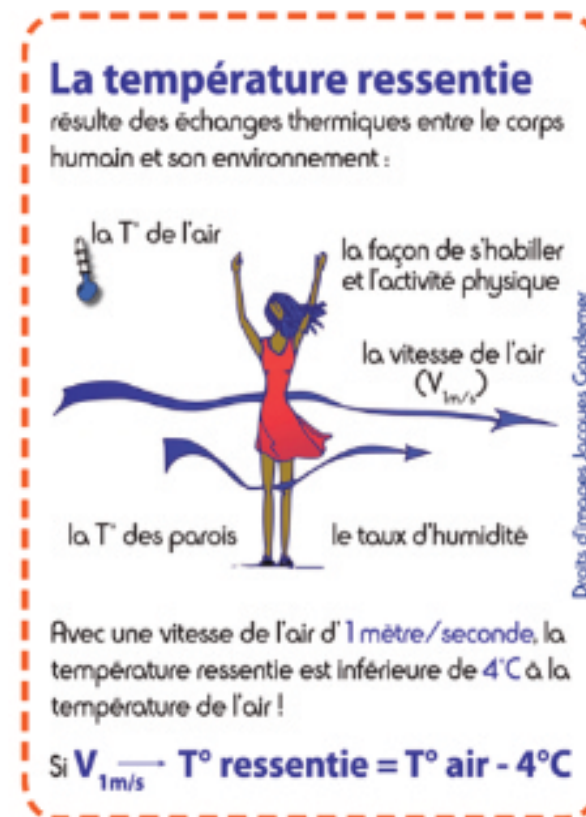 La température ressentie
résulte des échanges thermiques entre le corps
humain et son environnement :
la T° de l'air
la façon de s'habiller
et l'activité physique
la vitesse de l'air
(V1m/s)
la T° des parois
le taux d'humidité
Droits d'images Jacques Gandemer
Avec une vitesse de l'air d'1 mètre/seconde, la
température ressentie est inférieure de 4°C à la
température de l'air !
Si V1m/s → T° ressentie = T° air - 4°C